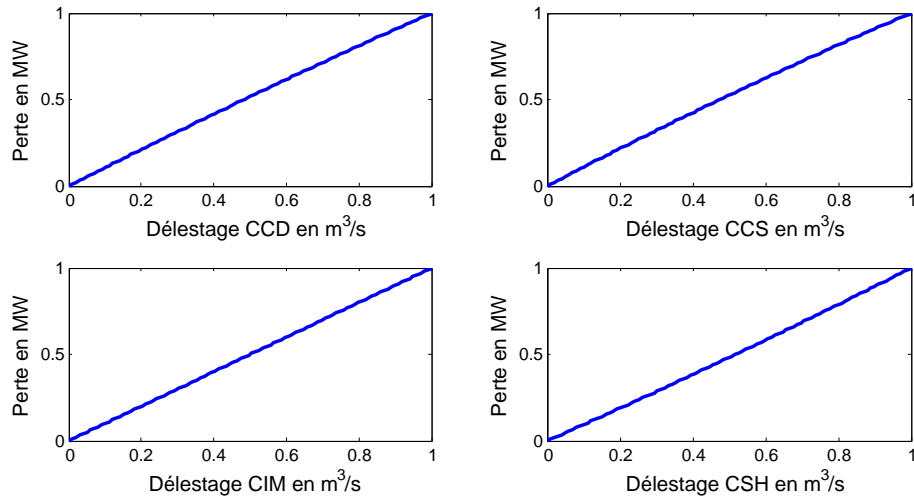 Perte en MW
1
0.5
0
0 0.2 0.4 0.6 0.8 1
Délestage CCD en m³/s
Perte en MW
1
0.5
0
0 0.2 0.4 0.6 0.8 1
Délestage CCS en m³/s
Perte en MW
1
0.5
0
0 0.2 0.4 0.6 0.8 1
Délestage CIM en m³/s
Perte en MW
1
0.5
0
0 0.2 0.4 0.6 0.8 1
Délestage CSH en m³/s